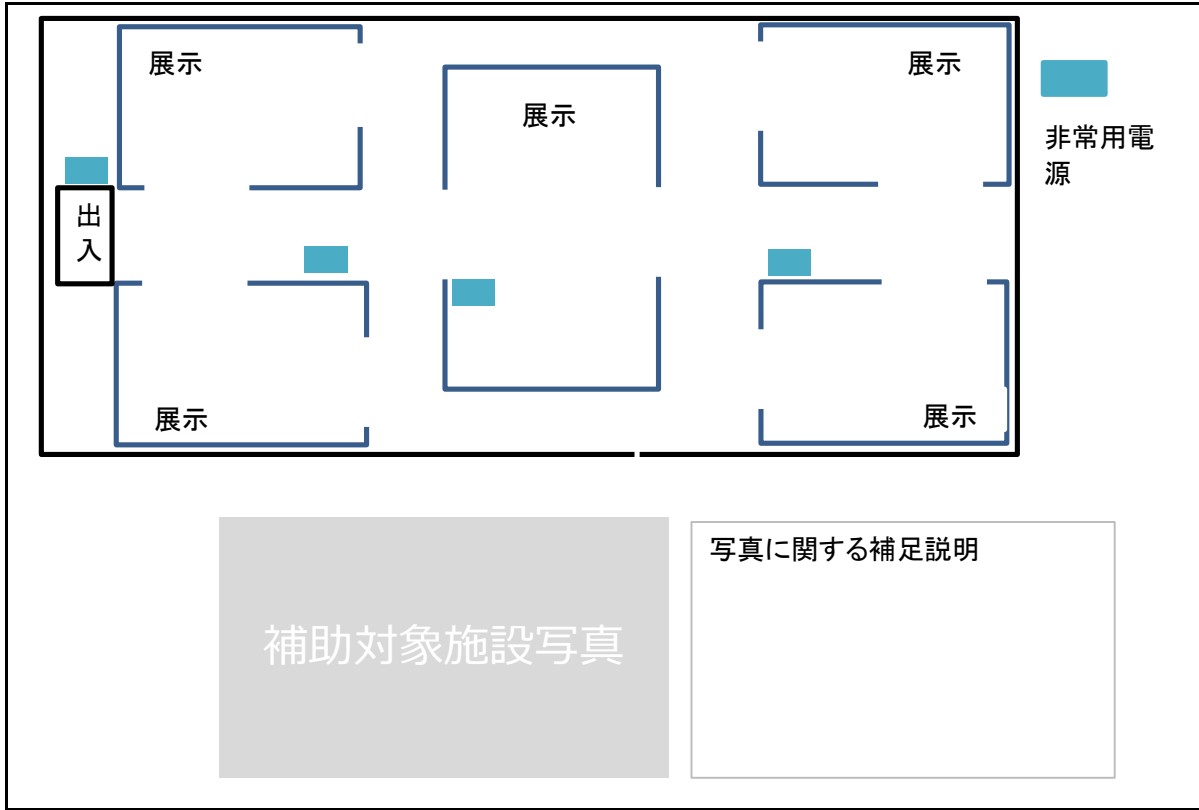 展示
展示
展示
非常用電
源
出
入
展示
展示
写真に関する補足説明
補助対象施設写真